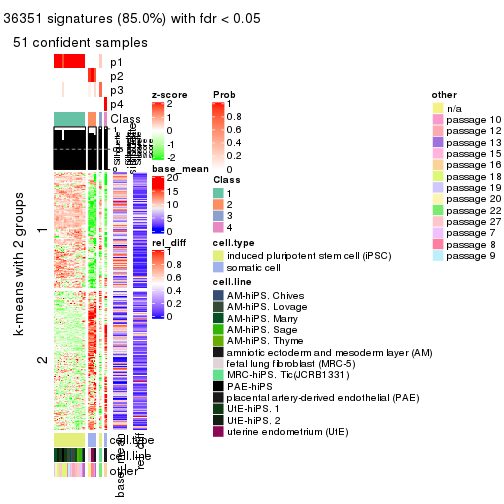 36351 signatures (85.0%) with fdr < 0.05
51 confident samples
p1
p2
p3
p4
Class
1
0
Silhouette
k-means with 2 groups
1
2
cell.type
cell.line
other
base_mean
rel_diff
z-score
2
1
0
-1
-2
base_mean
20
15
10
5
0
rel_diff
1
0.8
0.6
0.4
0.2
0
Prob
1
0.8
0.6
0.4
0.2
0
Class
1
2
3
4
cell.type
induced pluripotent stem cell (iPSC)
somatic cell
cell.line
AM-hiPS. Chives
AM-hiPS. Lovage
AM-hiPS. Many
AM-hiPS. Sage
AM-hiPS. Thyme
amniotic ectoderm and mesoderm layer (AM)
fetal lung fibroblast (MRC-5)
MRC-hiPS. Tic(JCRB1331)
PAE-hiPS
placental artery-derived endothelial (PAE)
UtE-hiPS. 1
UtE-hiPS. 2
uterine endometrium (UtE)
other
n/a
passage 10
passage 12
passage 13
passage 15
passage 16
passage 18
passage 19
passage 20
passage 22
passage 27
passage 7
passage 8
passage 9